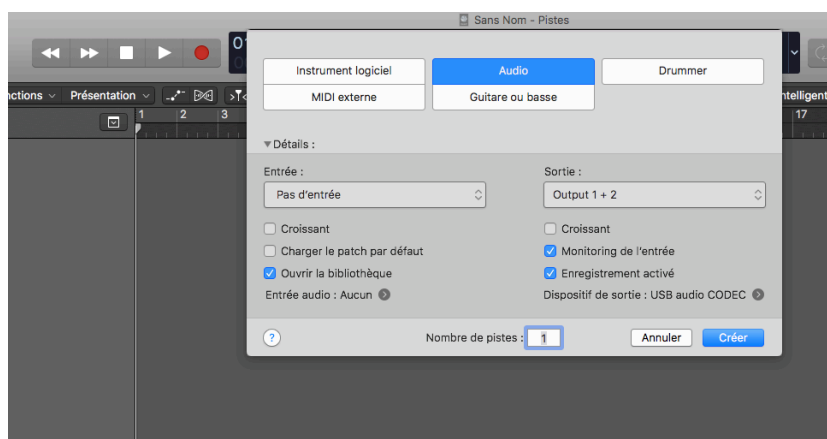 Sans Nom - Pistes
Instrument logiciel
Audio
Drummer
nctions
Présentation
MIDI externe
Guitare ou basse
telligent
1 2 3
17
Détails :
Entrée :
Sortie :
Pas d'entrée
Output 1 + 2
Croissant
Croissant
Charger le patch par défaut
Monitoring de l'entrée
Ouvrir la bibliothèque
Enregistrement activé
Entrée audio : Aucun
Dispositif de sortie : USB audio CODEC
?
Nombre de pistes :
1
Annuler
Créer